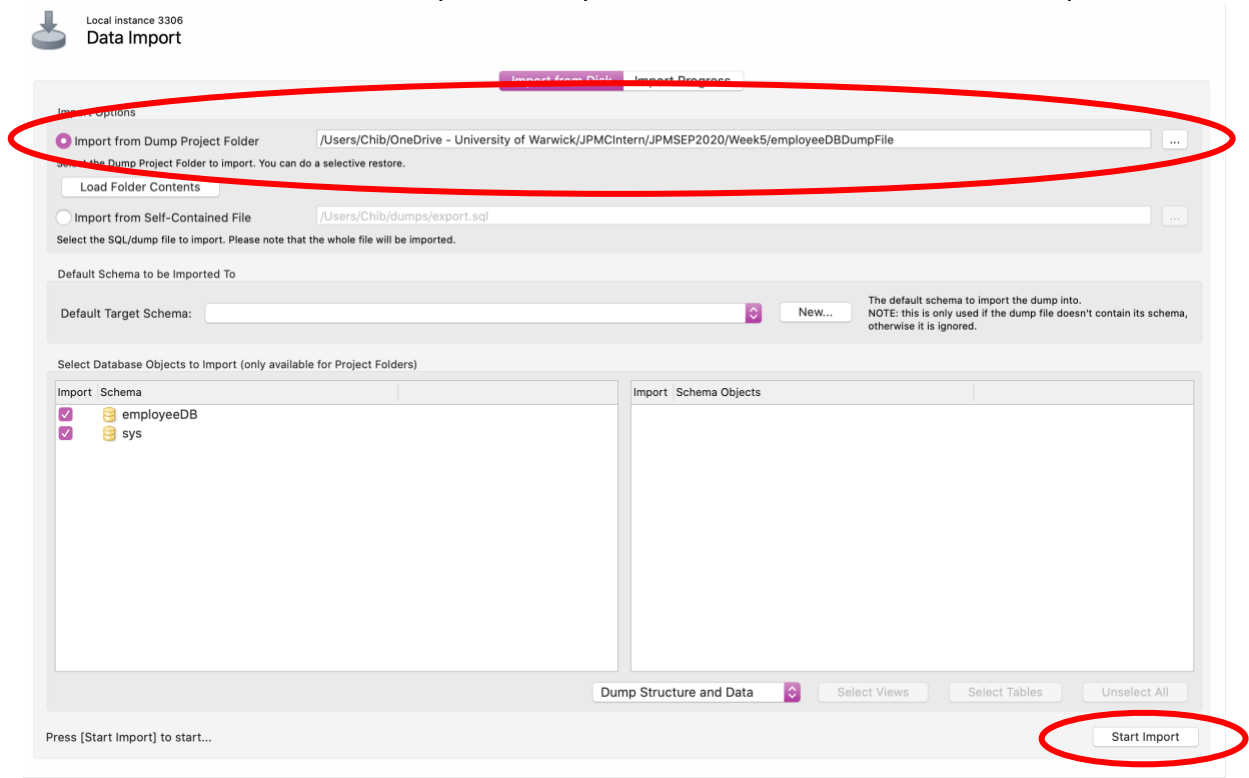 Local instance 3306
Data Import
Import from Disk Import Progress
Import Options
Import from Dump Project Folder /Users/Chib/OneDrive - University of Warwick/JPMCIntern/JPMSEP2020/Week5/employeeDBDumpFile ...
Select the Dump Project Folder to import. You can do a selective restore.
Load Folder Contents
Import from Self-Contained File /Users/Chib/dumps/export.sql ...
Select the SQL/dump file to import. Please note that the whole file will be imported.
Default Schema to be Imported To
Default Target Schema: New...
The default schema to import the dump into.
NOTE: this is only used if the dump file doesn't contain its schema,
otherwise it is ignored.
Select Database Objects to Import (only available for Project Folders)
Import Schema
employeeDB
sys
Import Schema Objects
Dump Structure and Data Select Views Select Tables Unselect All
Press [Start Import] to start... Start Import